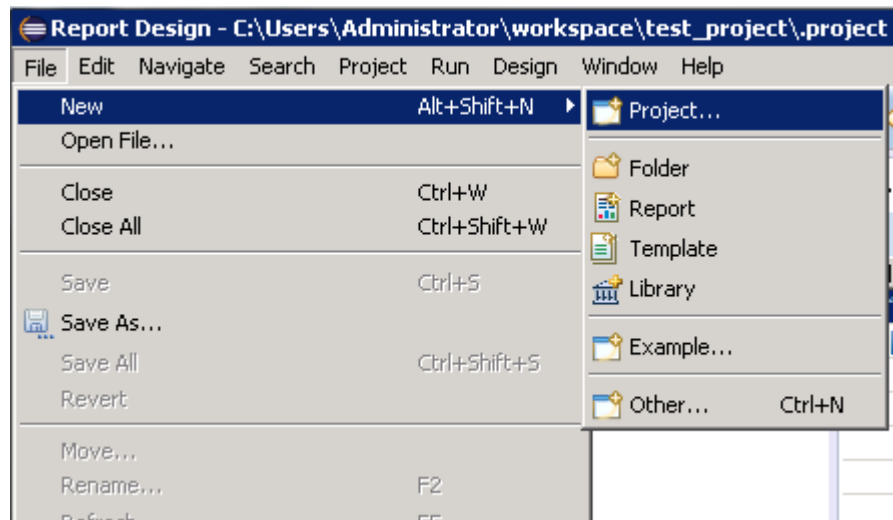 Report Design - C:\Users\Administrator\workspace\test_project\.project
File Edit Navigate Search Project Run Design Window Help
New Alt+Shift+N
Open File...
Close Ctrl+W
Close All Ctrl+Shift+W
Save Ctrl+S
Save As...
Save All Ctrl+Shift+S
Revert
Move...
Rename... F2
Project...
Folder
Report
Template
Library
Example...
Other... Ctrl+N